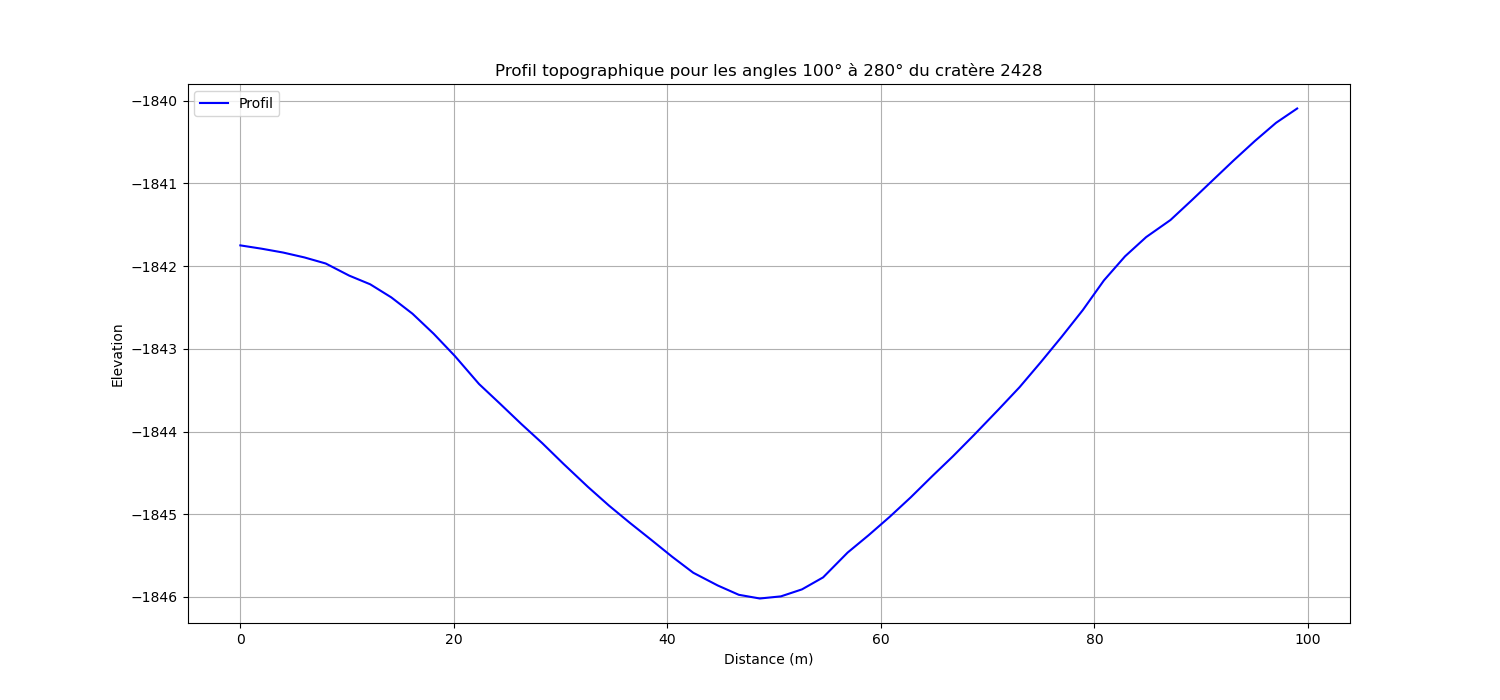 Profil topographique pour les angles 100° à 280° du cratère 2428
Profil
−1840
−1841
−1842
−1843
−1844
−1845
−1846
Elevation
0 20 40 60 80 100
Distance (m)